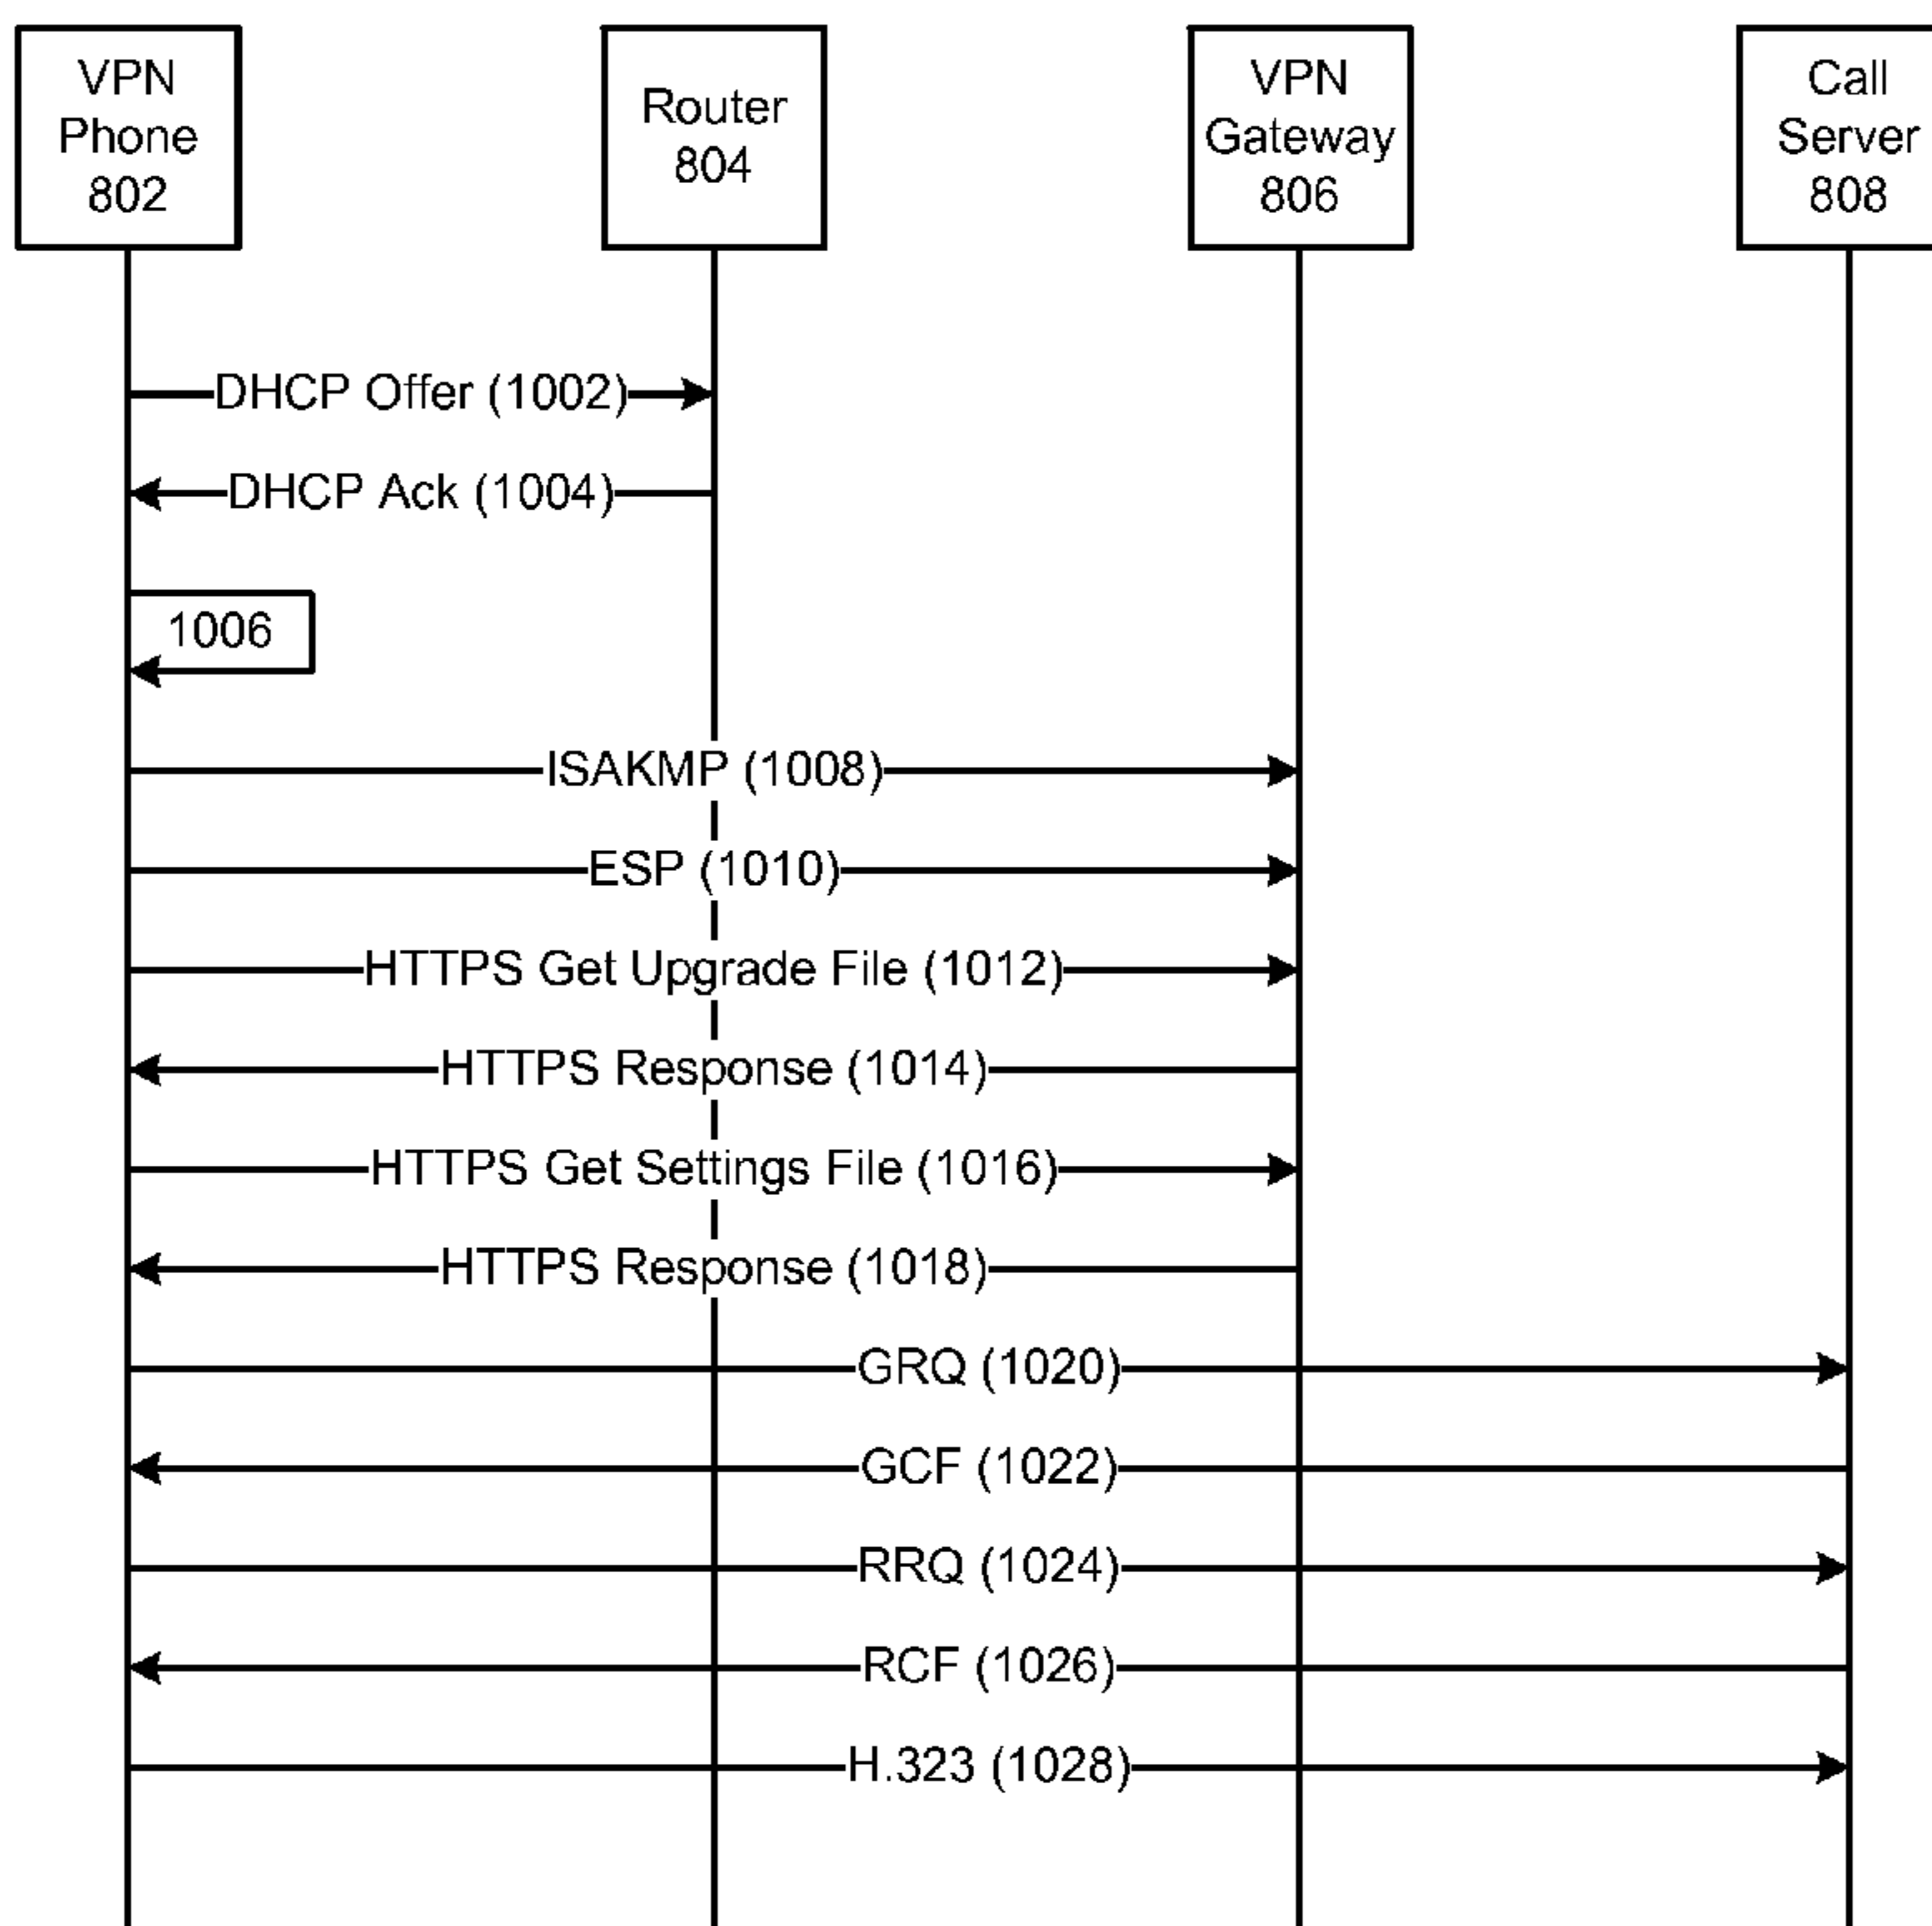 VPN
Phone
802
Router
804
VPN
Gateway
806
Call
Server
808
DHCP Offer (1002)
DHCP Ack (1004)
1006
ISAKMP (1008)
ESP (1010)
HTTPS Get Upgrade File (1012)
HTTPS Response (1014)
HTTPS Get Settings File (1016)
HTTPS Response (1018)
GRQ (1020)
GCF (1022)
RRQ (1024)
RCF (1026)
H.323 (1028)